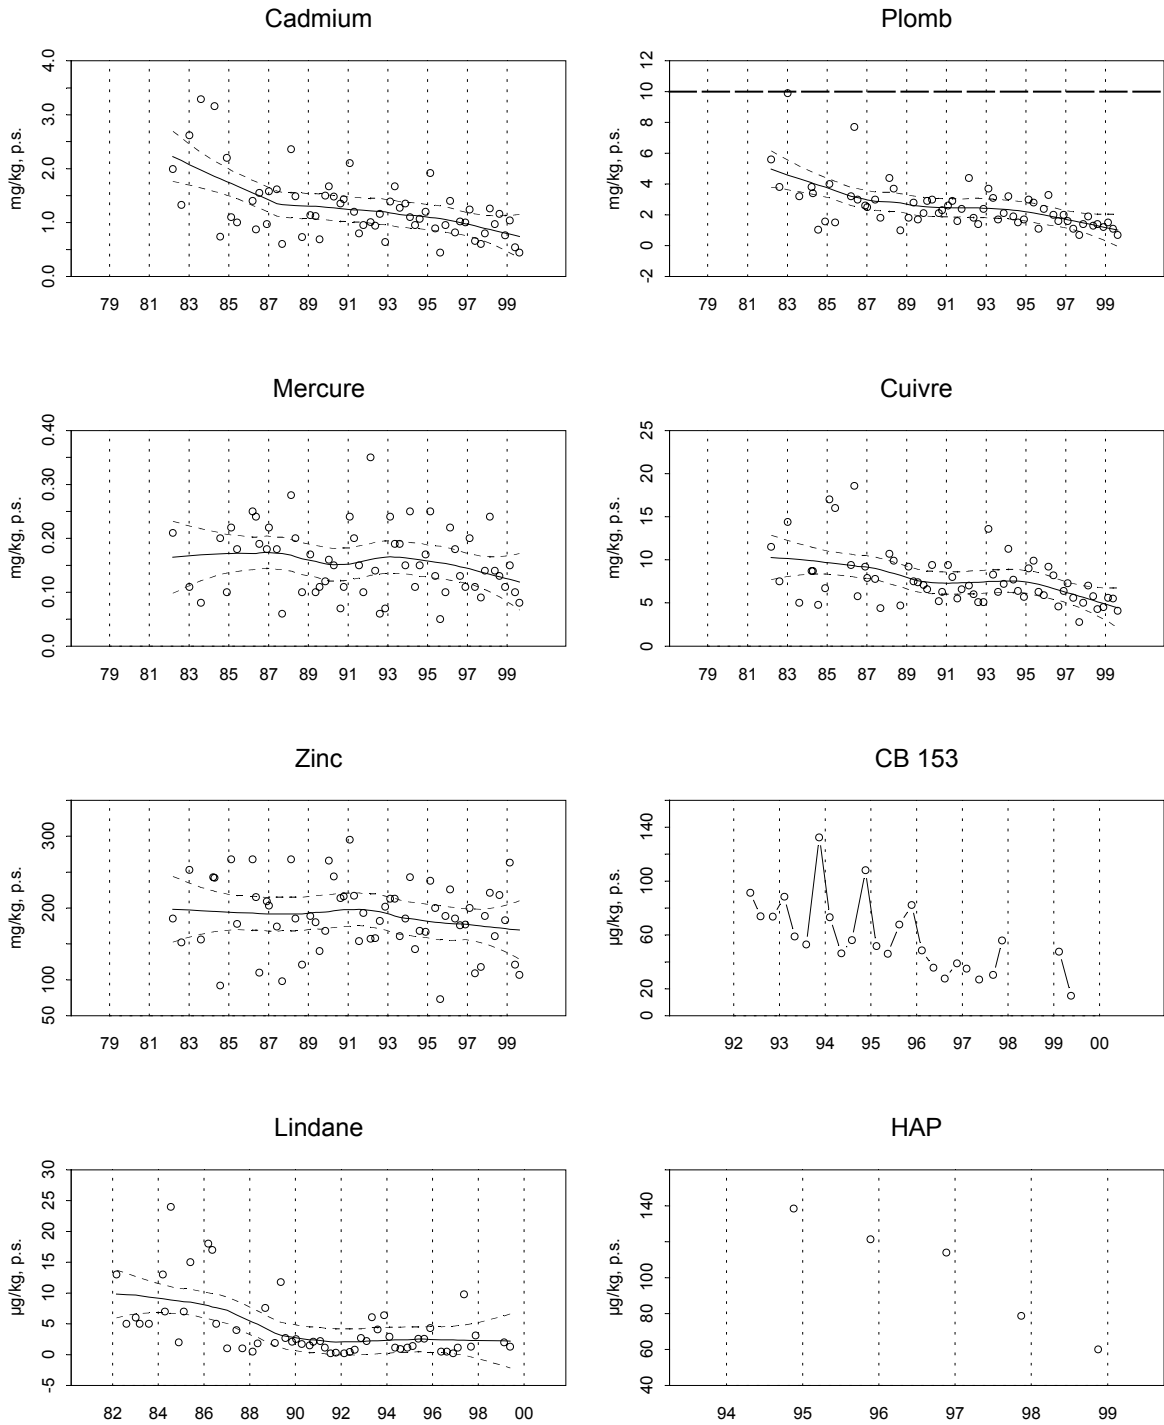 Cadmium
mg/kg, p.s.
0.0 1.0 2.0 3.0 4.0
79 81 83 85 87 89 91 93 95 97 99
Plomb
mg/kg, p.s.
-2 0 2 4 6 8 10 12
79 81 83 85 87 89 91 93 95 97 99
Mercure
mg/kg, p.s.
0.0 0.10 0.20 0.30 0.40
79 81 83 85 87 89 91 93 95 97 99
Cuivre
mg/kg, p.s.
0 5 10 15 20 25
79 81 83 85 87 89 91 93 95 97 99
Zinc
mg/kg, p.s.
50 100 200 300
79 81 83 85 87 89 91 93 95 97 99
CB 153
µg/kg, p.s.
0 20 40 60 100 140
92 93 94 95 96 97 98 99 00
Lindane
µg/kg, p.s.
-5 0 5 10 15 20 25 30
82 84 86 88 90 92 94 96 98 00
HAP
µg/kg, p.s.
40 60 80 100 140
94 95 96 97 98 99